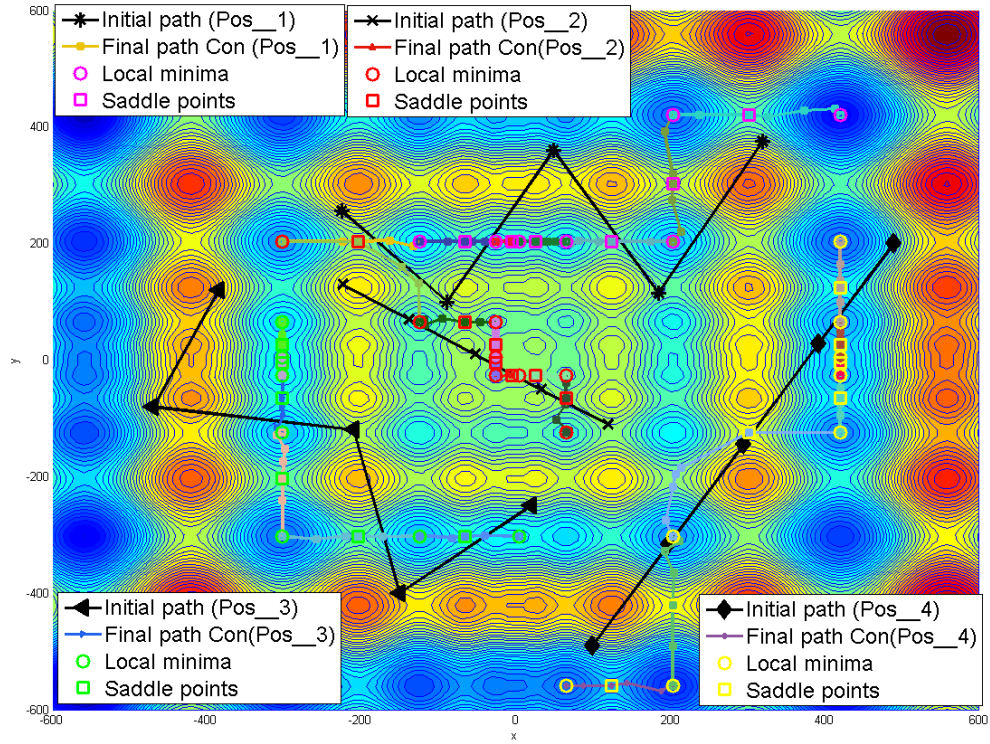 600
400
200
0
-200
-400
-600
y
Initial path (Pos__1)
Final path Con (Pos__1)
Local minima
Saddle points
Initial path (Pos__2)
Final path Con(Pos__2)
Local minima
Saddle points
Initial path (Pos__3)
Final path Con(Pos__3)
Local minima
Saddle points
Initial path (Pos__4)
Final path Con(Pos__4)
Local minima
Saddle points
-600 -400 -200 0 200 400 600
x